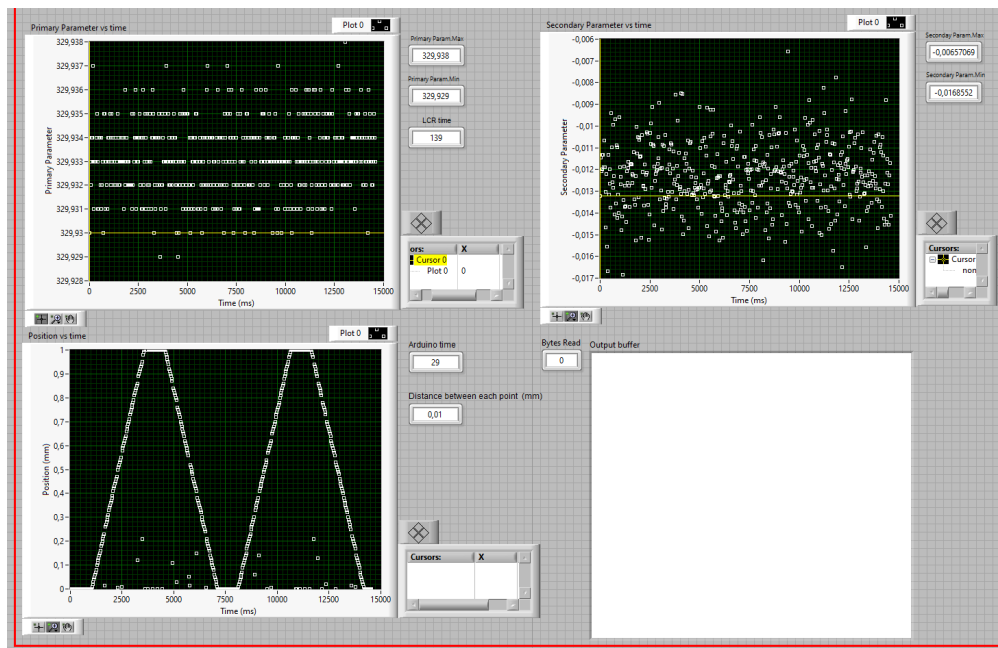 Primary Parameter vs time
Plot 0
329,938
329,937
329,936
329,935
329,934
329,933
329,932
329,931
329,93
329,929
329,928
Primary Parameter
0
2500
5000
7500
10000
12500
15000
Time (ms)
Primary Param.Max
329,938
Primary Param.Min
329,929
LCR time
139
ors:
X
Cursor 0
Plot 0
0
Secondary Parameter vs time
Plot 0
-0,006
-0,007
-0,008
-0,009
-0,01
-0,011
-0,012
-0,013
-0,014
-0,015
-0,016
-0,017
Secondary Parameter
0
2500
5000
7500
10000
12500
15000
Time (ms)
Seconday Param.Max
-0,00657069
Secondary Param.Min
-0,0168552
Cursors:
Cursor
non
Position vs time
Plot 0
1
0,9
0,8
0,7
0,6
0,5
0,4
0,3
0,2
0,1
0
Position (mm)
0
2500
5000
7500
10000
12500
15000
Time (ms)
Arduino time
29
Distance between each point (mm)
0,01
Cursors:
X
Bytes Read
0
Output buffer